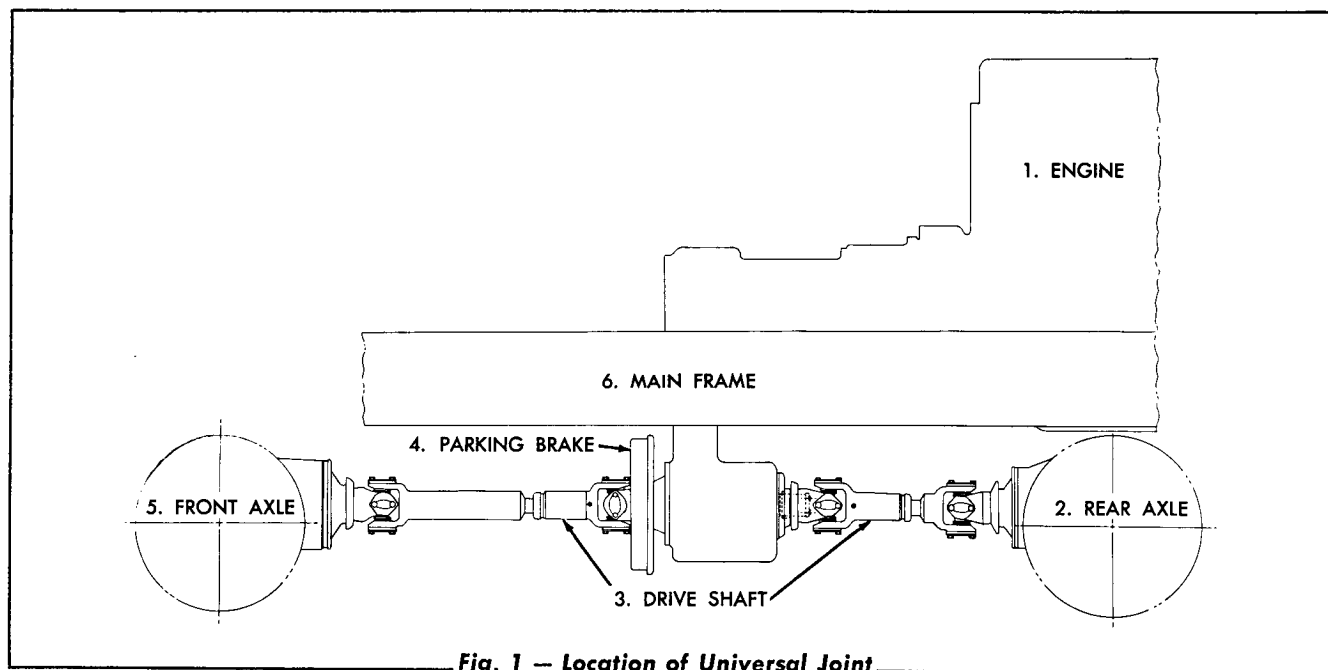 1. ENGINE
6. MAIN FRAME
4. PARKING BRAKE
5. FRONT AXLE
2. REAR AXLE
3. DRIVE SHAFT
Fig. 1 — Location of Universal Joint